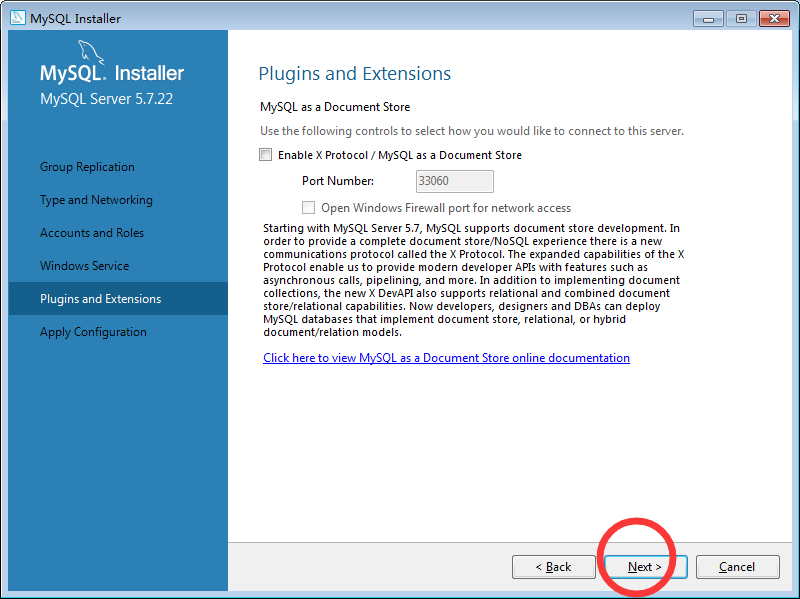 MySQL Installer
MySQL. Installer
MySQL Server 5.7.22
Group Replication
Type and Networking
Accounts and Roles
Windows Service
Plugins and Extensions
Apply Configuration
Plugins and Extensions
MySQL as a Document Store
Use the following controls to select how you would like to connect to this server.
Enable X Protocol / MySQL as a Document Store
Port Number: 33060
Open Windows Firewall port for network access
Starting with MySQL Server 5.7, MySQL supports document store development. In
order to provide a complete document store/NoSQL experience there is a new
communications protocol called the X Protocol. The expanded capabilities of the X
Protocol enable us to provide modern developer APIs with features such as
asynchronous calls, pipelining, and more. In addition to implementing document
collections, the new X DevAPI also supports relational and combined document
store/relational capabilities. Now developers, designers and DBAs can deploy
MySQL databases that implement document store, relational, or hybrid
document/relation models.
Click here to view MySQL as a Document Store online documentation
< Back Next > Cancel